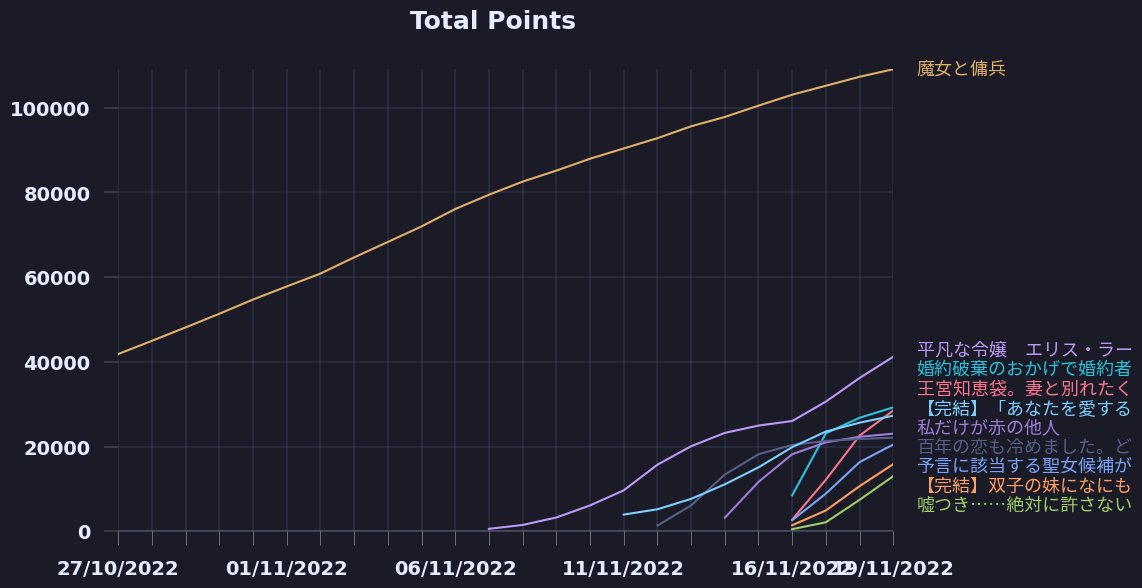 Total Points
魔女と傭兵
100000
80000
60000
40000
20000
0
平凡な令嬢　エリス・ラー
婚約破棄のおかげで婚約者
王宮知恵袋。妻と別れたく
【完結】「あなたを愛する
私だけが赤の他人
百年の恋も冷めました。ど
予言に該当する聖女候補が
【完結】双子の妹になにも
嘘つき……絶対に許さない
27/10/2022 01/11/2022 06/11/2022 11/11/2022 16/11/2022 19/11/2022